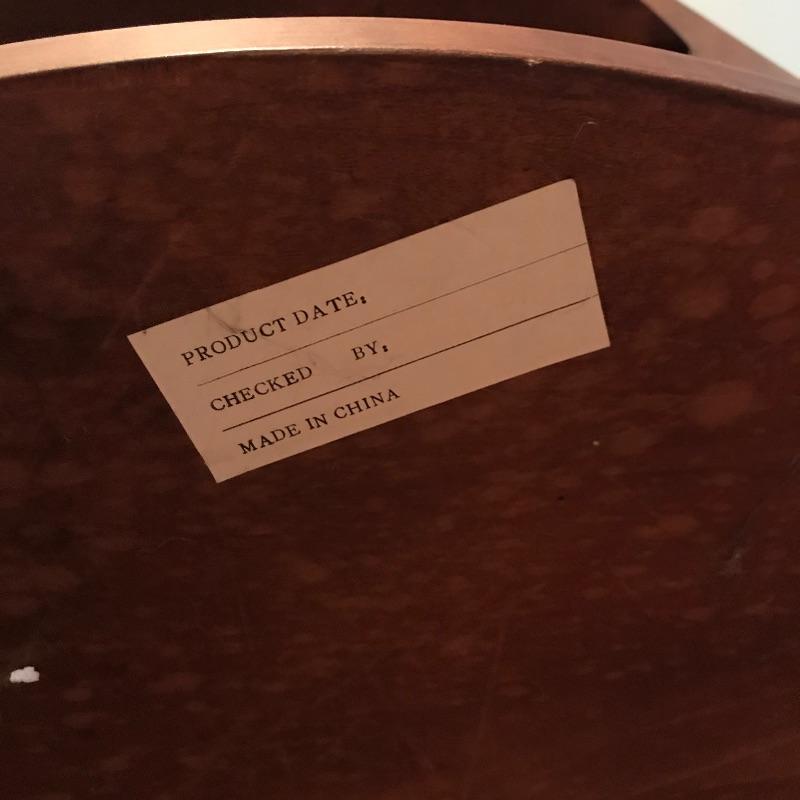 PRODUCT DATE:
CHECKED BY:
MADE IN CHINA